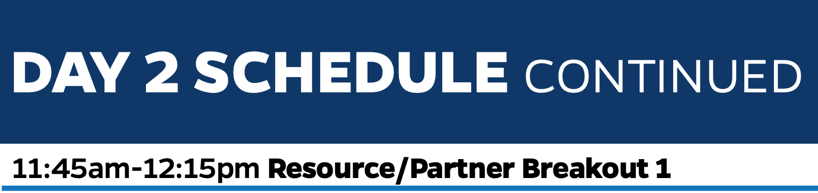 DAY 2 SCHEDULE CONTINUED
11:45am-12:15pm Resource/Partner Breakout 1